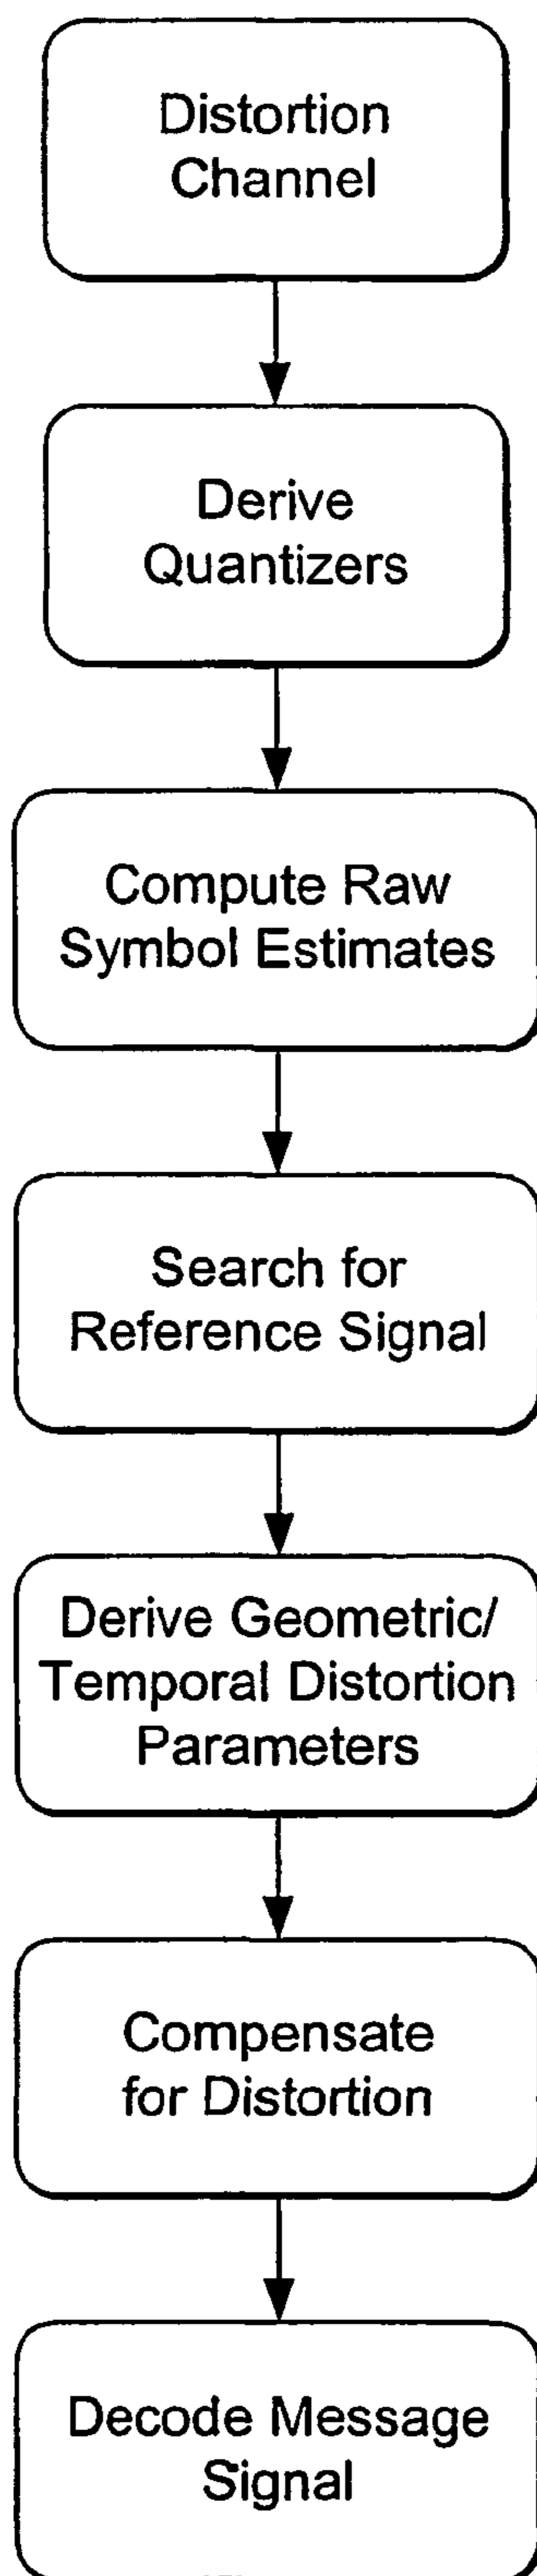 Distortion
Channel
Derive
Quantizers
Compute Raw
Symbol Estimates
Search for
Reference Signal
Derive Geometric/
Temporal Distortion
Parameters
Compensate
for Distortion
Decode Message
Signal